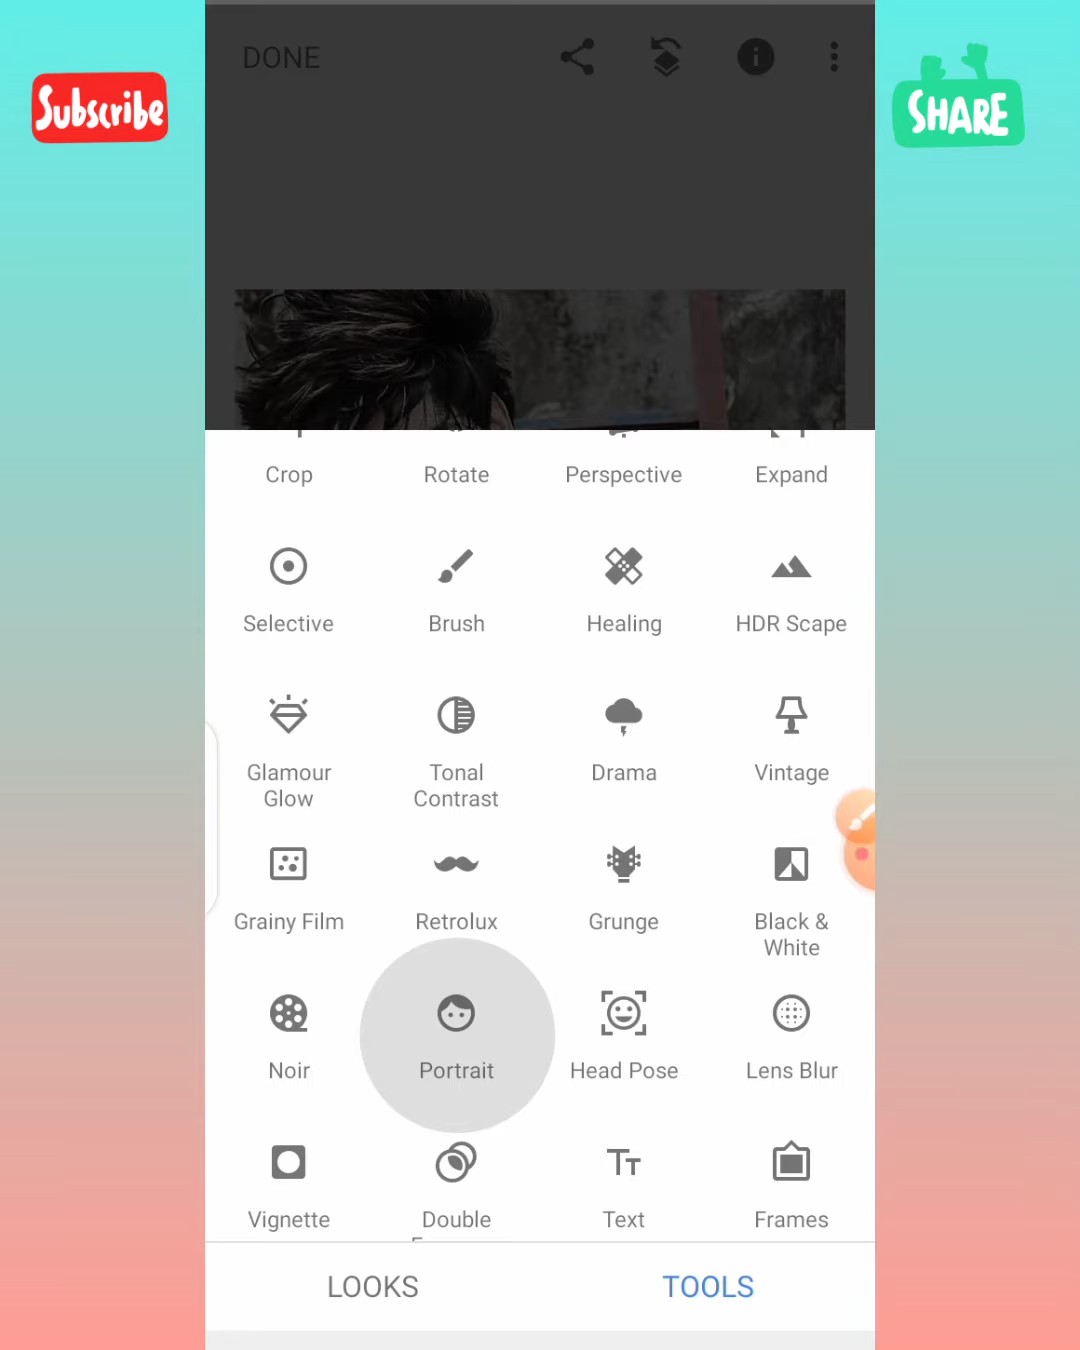 DONE
Subscribe
SHARE
Crop
Rotate
Perspective
Expand
Selective
Brush
Healing
HDR Scape
Glamour
Glow
Tonal
Contrast
Drama
Vintage
Grainy Film
Retrolux
Grunge
Black &
White
Noir
Portrait
Head Pose
Lens Blur
Vignette
Double
Text
Frames
LOOKS
TOOLS